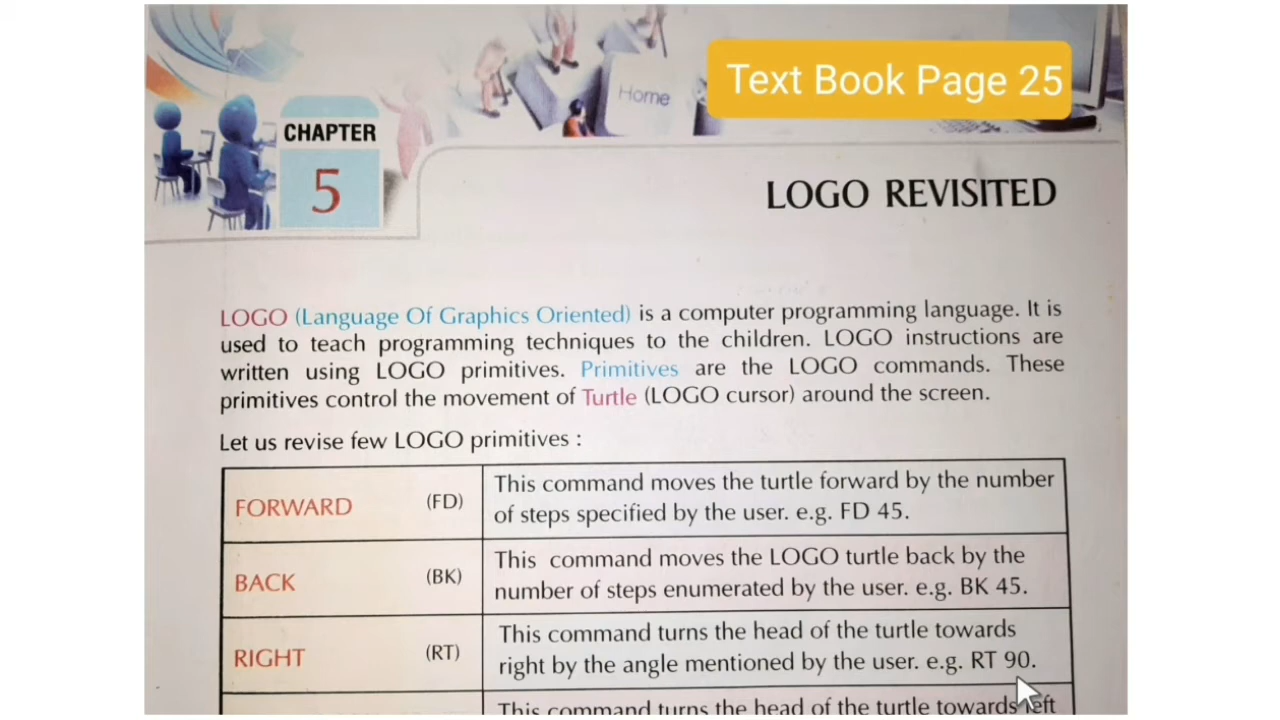 Text Book Page 25
Home
CHAPTER
5
LOGO REVISITED
LOGO (Language Of Graphics Oriented) is a computer programming language. It is
used to teach programming techniques to the children. LOGO instructions are
written using LOGO primitives. Primitives are the LOGO commands. These
primitives control the movement of Turtle (LOGO cursor) around the screen.
Let us revise few LOGO primitives :
FORWARD (FD)
This command moves the turtle forward by the number
of steps specified by the user. e.g. FD 45.
BACK (BK)
This command moves the LOGO turtle back by the
number of steps enumerated by the user. e.g. BK 45.
RIGHT (RT)
This command turns the head of the turtle towards
right by the angle mentioned by the user. e.g. RT 90.
This command turns the head of the turtle towards left